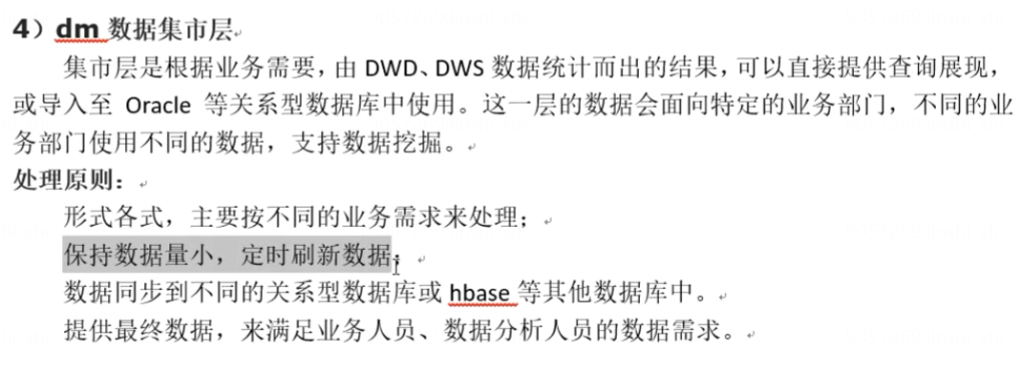 4）dm 数据集市层
集市层是根据业务需要，由 DWD、DWS 数据统计而出的结果，可以直接提供查询展现，
或导入至 Oracle 等关系型数据库中使用。这一层的数据会面向特定的业务部门，不同的业
务部门使用不同的数据，支持数据挖掘。
处理原则：
形式各式，主要按不同的业务需求来处理；
保持数据量小，定时刷新数据；
数据同步到不同的关系型数据库或 hbase 等其他数据库中。
提供最终数据，来满足业务人员、数据分析人员的数据需求。